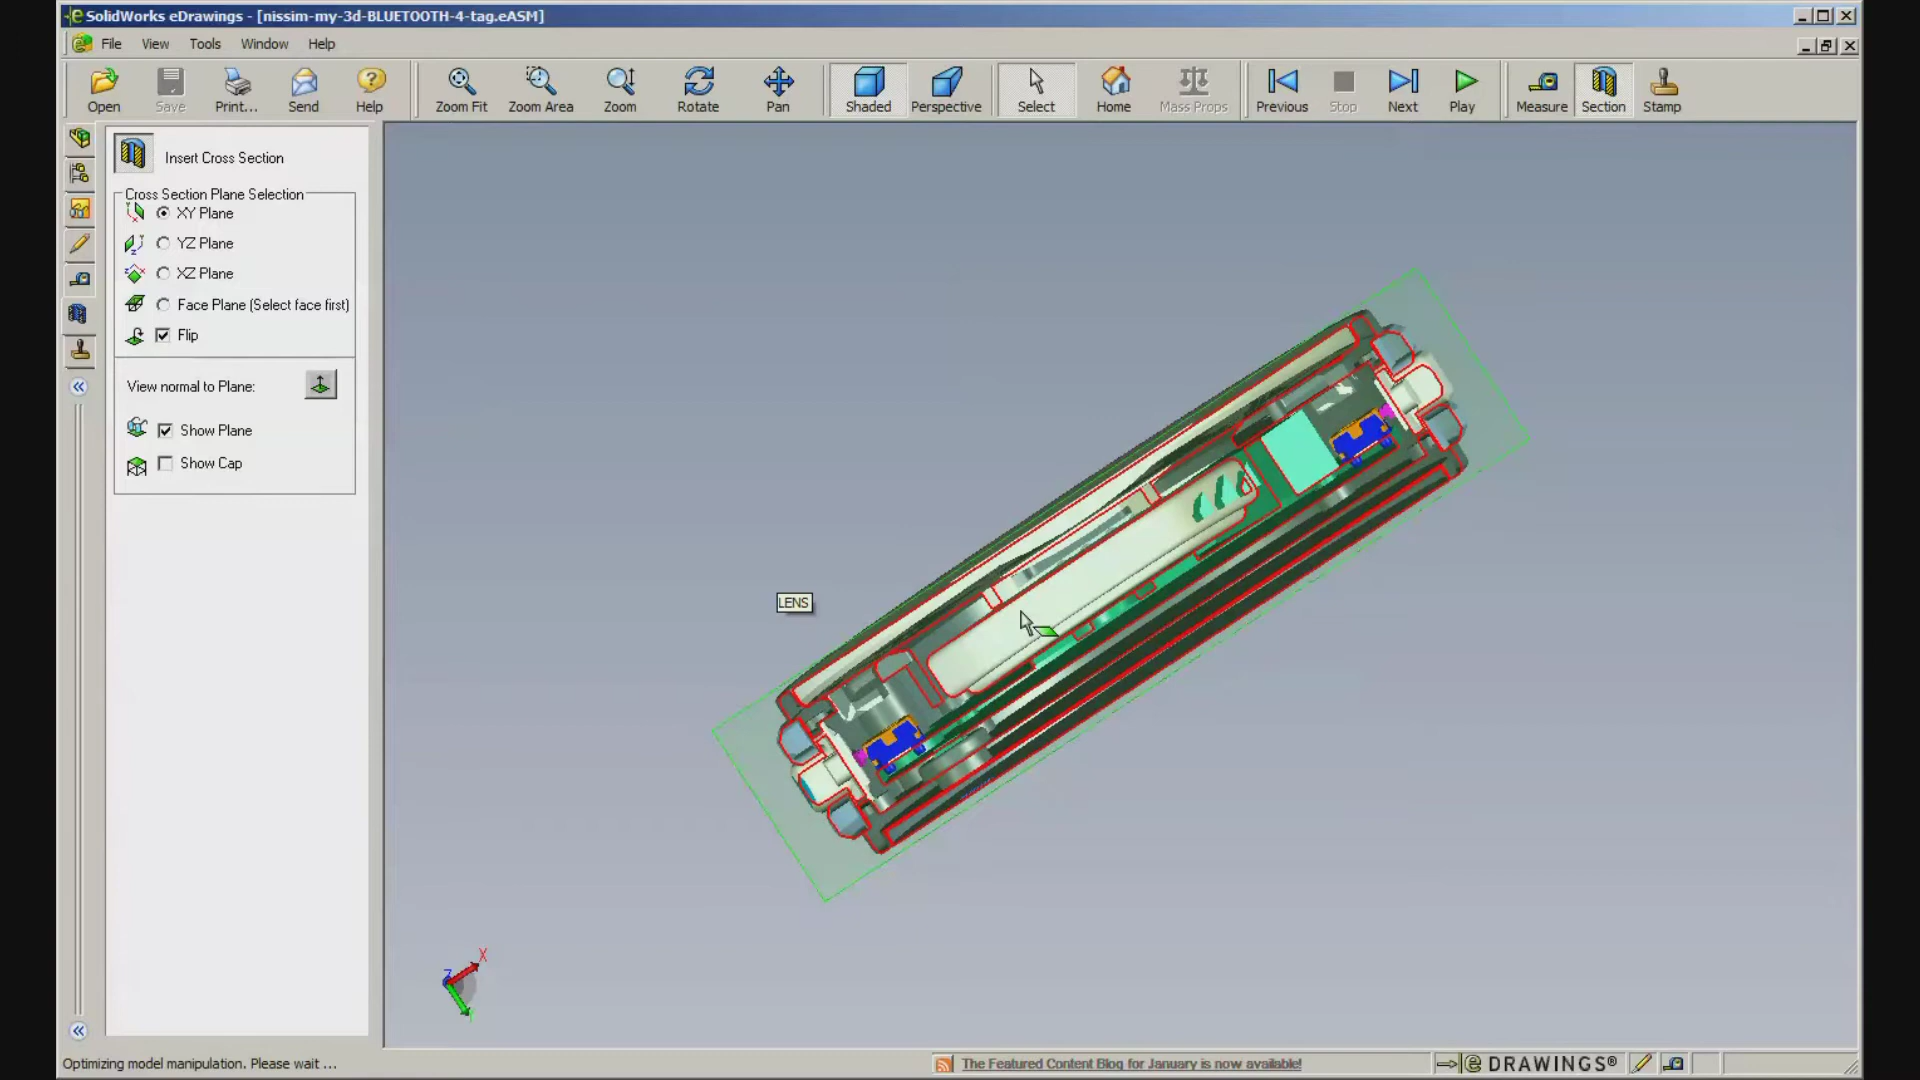 SolidWorks eDrawings - [nissim-my-3d-BLUETOOTH-4-tag.eASM]
File View Tools Window Help
Open Save Print... Send Help Zoom Fit Zoom Area Zoom Rotate Pan Shaded Perspective Select Home Mass Props Previous Stop Next Play Measure Section Stamp
Insert Cross Section
Cross Section Plane Selection
XY Plane
YZ Plane
XZ Plane
Face Plane (Select face first)
Flip
View normal to Plane:
Show Plane
Show Cap
LENS
X
Z
Y
Optimizing model manipulation. Please wait ...
The Featured Content Blog for January is now available!
e DRAWINGS®